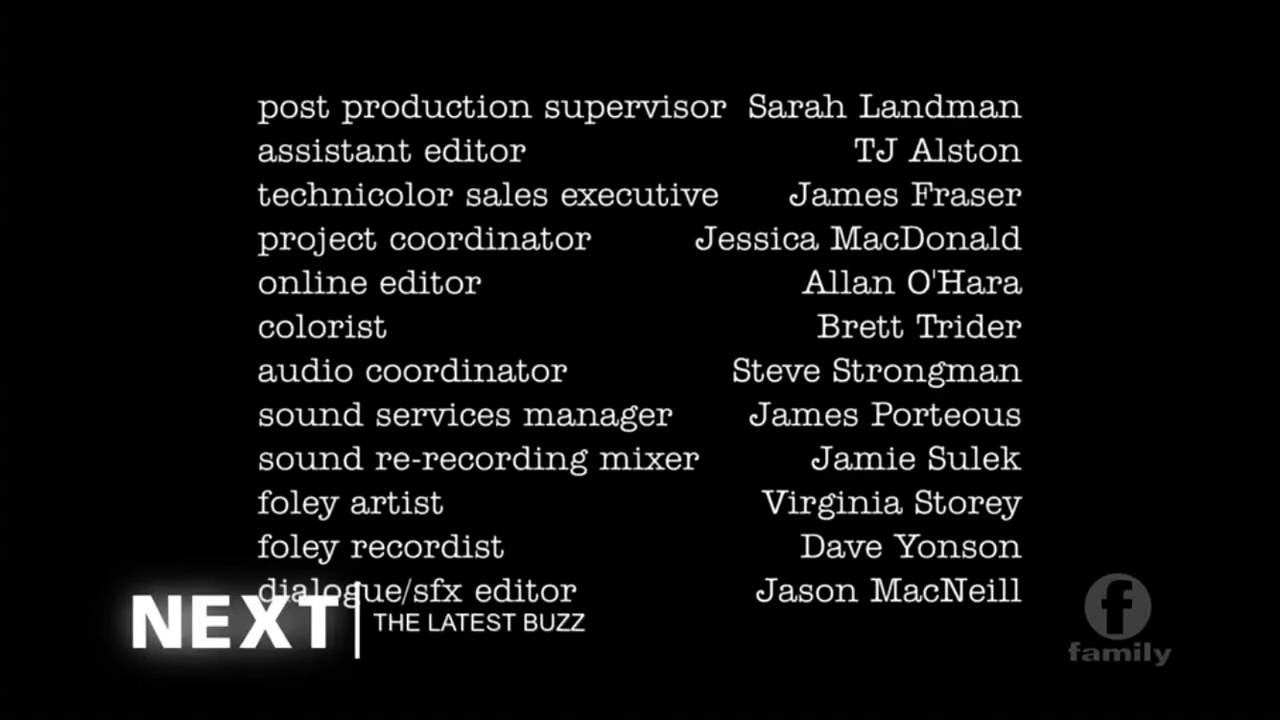 post production supervisor Sarah Landman
assistant editor TJ Alston
technicolor sales executive James Fraser
project coordinator Jessica MacDonald
online editor Allan O'Hara
colorist Brett Trider
audio coordinator Steve Strongman
sound services manager James Porteous
sound re-recording mixer Jamie Sulek
foley artist Virginia Storey
foley recordist Dave Yonson
dialogue/sfx editor Jason MacNeill
NEXT THE LATEST BUZZ
f
family